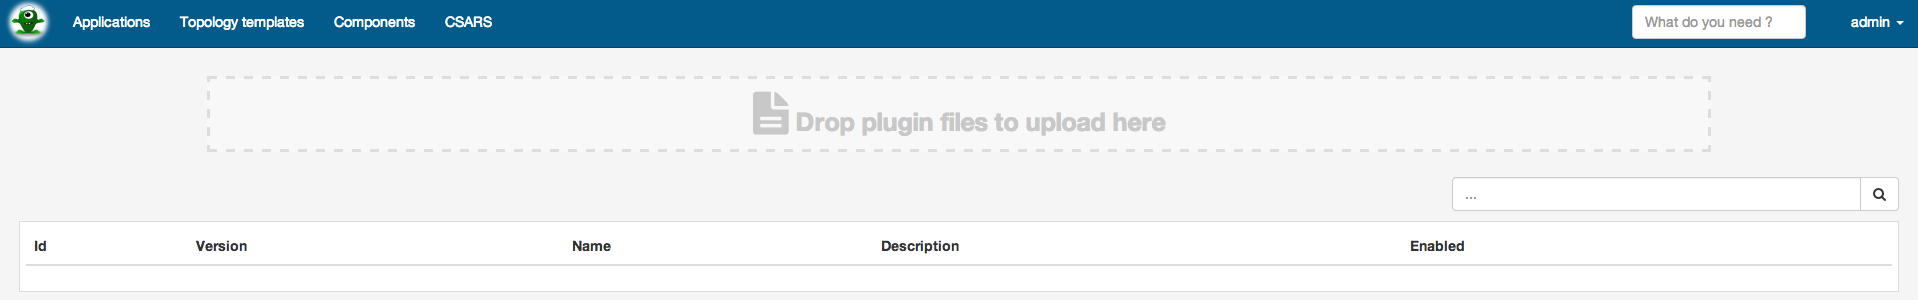 Applications Topology templates Components CSARS What do you need ? admin
Drop plugin files to upload here
...
Id Version Name Description Enabled